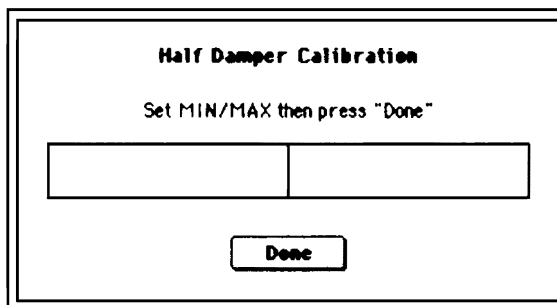 Half Damper Calibration
Set MIN/MAX then press "Done"
Done